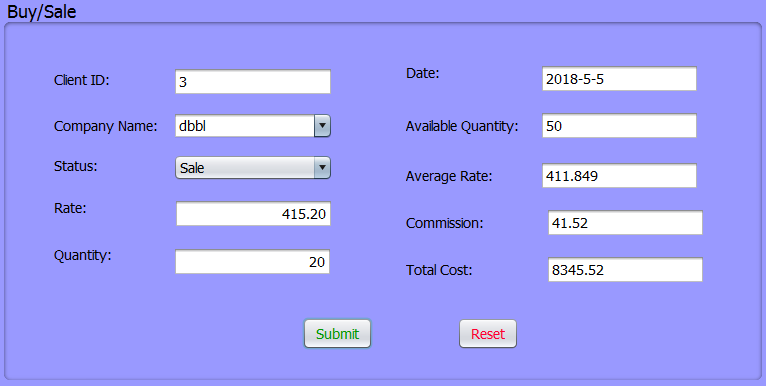 Buy/Sale
Client ID: 3
Date: 2018-5-5
Company Name: dbbl
Available Quantity: 50
Status: Sale
Average Rate: 411.849
Rate: 415.20
Commission: 41.52
Quantity: 20
Total Cost: 8345.52
Submit Reset